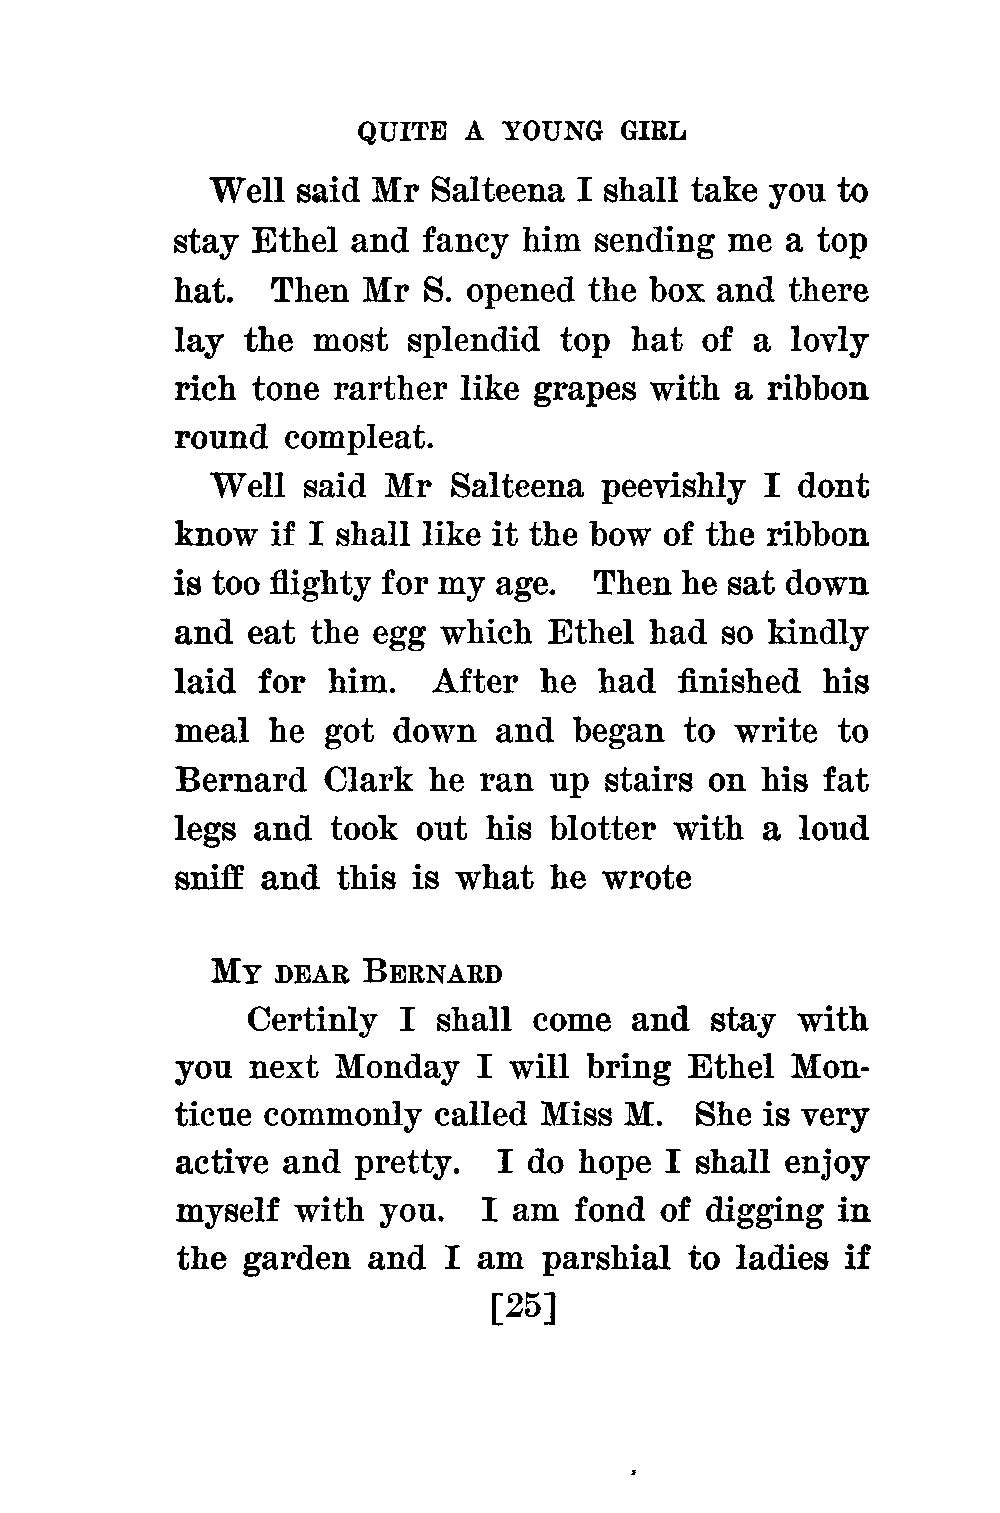 QUITE A YOUNG GIRL
Well said Mr Salteena I shall take you to
stay Ethel and fancy him sending me a top
hat. Then Mr S. opened the box and there
lay the most splendid top hat of a lovly
rich tone rarther like grapes with a ribbon
round compleat.
Well said Mr Salteena peevishly I dont
know if I shall like it the bow of the ribbon
is too flighty for my age. Then he sat down
and eat the egg which Ethel had so kindly
laid for him. After he had finished his
meal he got down and began to write to
Bernard Clark he ran up stairs on his fat
legs and took out his blotter with a loud
sniff and this is what he wrote
MY DEAR BERNARD
Certinly I shall come and stay with
you next Monday I will bring Ethel Mon-
ticue commonly called Miss M. She is very
active and pretty. I do hope I shall enjoy
myself with you. I am fond of digging in
the garden and I am parshial to ladies if
[25]